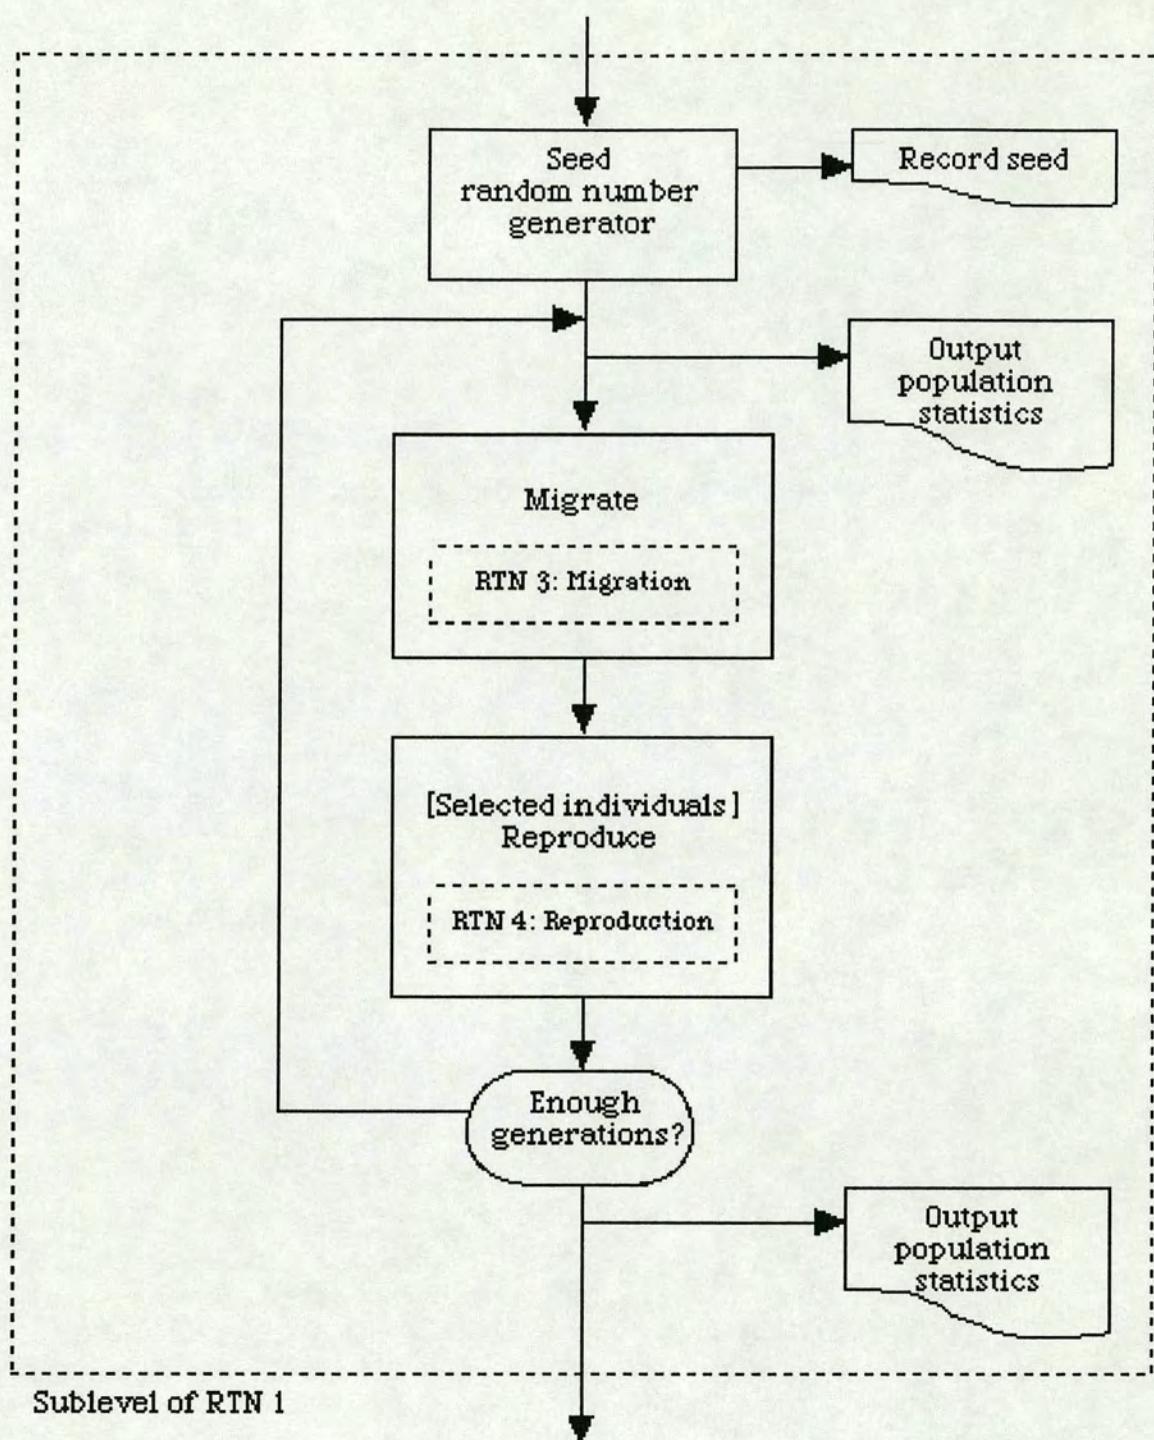 Seed
random number
generator
Record seed
Output
population
statistics
Migrate
RTN 3: Migration
[Selected individuals]
Reproduce
RTN 4: Reproduction
Enough
generations?
Output
population
statistics
Sublevel of RTN 1